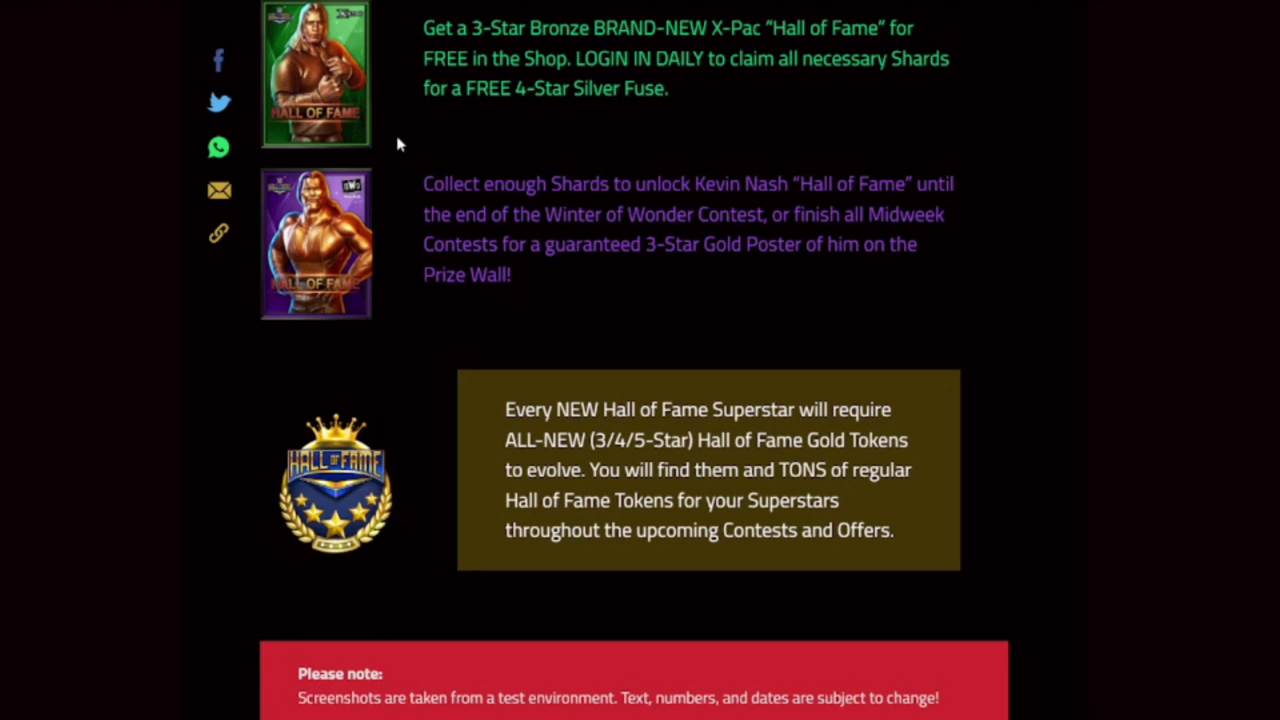 Get a 3-Star Bronze BRAND-NEW X-Pac “Hall of Fame” for
FREE in the Shop. LOGIN IN DAILY to claim all necessary Shards
for a FREE 4-Star Silver Fuse.
HALL OF FAME
Collect enough Shards to unlock Kevin Nash “Hall of Fame” until
the end of the Winter of Wonder Contest, or finish all Midweek
Contests for a guaranteed 3-Star Gold Poster of him on the
Prize Wall!
HALL OF FAME
Every NEW Hall of Fame Superstar will require
ALL-NEW (3/4/5-Star) Hall of Fame Gold Tokens
to evolve. You will find them and TONS of regular
Hall of Fame Tokens for your Superstars
throughout the upcoming Contests and Offers.
HALL OF FAME
Please note:
Screenshots are taken from a test environment. Text, numbers, and dates are subject to change!